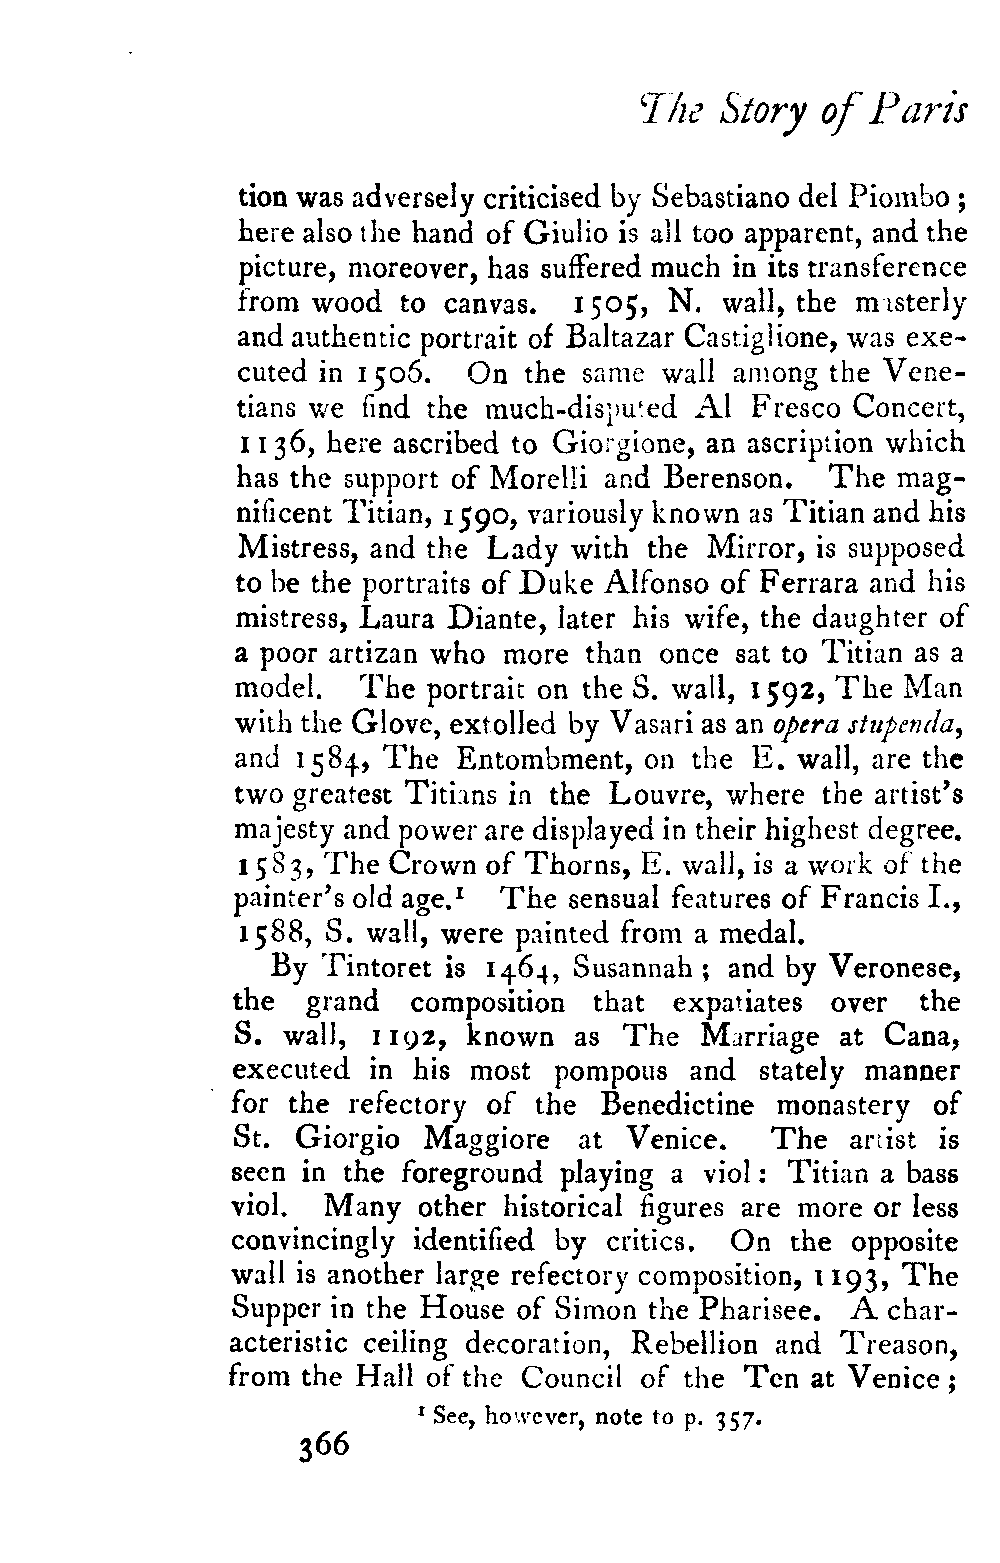 The Story of Paris
tion was adversely criticised by Sebastiano del Piombo ;
here also the hand of Giulio is all too apparent, and the
picture, moreover, has suffered much in its transference
from wood to canvas. 1505, N. wall, the masterly
and authentic portrait of Baltazar Castiglione, was exe-
cuted in 1506. On the same wall among the Vene-
tians we find the much-disputed Al Fresco Concert,
1136, here ascribed to Giorgione, an ascription which
has the support of Morelli and Berenson. The mag-
nificent Titian, 1590, variously known as Titian and his
Mistress, and the Lady with the Mirror, is supposed
to be the portraits of Duke Alfonso of Ferrara and his
mistress, Laura Diante, later his wife, the daughter of
a poor artizan who more than once sat to Titian as a
model. The portrait on the S. wall, 1592, The Man
with the Glove, extolled by Vasari as an opera stupenda,
and 1584, The Entombment, on the E. wall, are the
two greatest Titians in the Louvre, where the artist's
majesty and power are displayed in their highest degree.
1583, The Crown of Thorns, E. wall, is a work of the
painter's old age.¹ The sensual features of Francis I.,
1588, S. wall, were painted from a medal.
By Tintoret is 1464, Susannah ; and by Veronese,
the grand composition that expatiates over the
S. wall, 1192, known as The Marriage at Cana,
executed in his most pompous and stately manner
for the refectory of the Benedictine monastery of
St. Giorgio Maggiore at Venice. The artist is
seen in the foreground playing a viol : Titian a bass
viol. Many other historical figures are more or less
convincingly identified by critics. On the opposite
wall is another large refectory composition, 1193, The
Supper in the House of Simon the Pharisee. A char-
acteristic ceiling decoration, Rebellion and Treason,
from the Hall of the Council of the Ten at Venice ;
¹ See, however, note to p. 357.
366